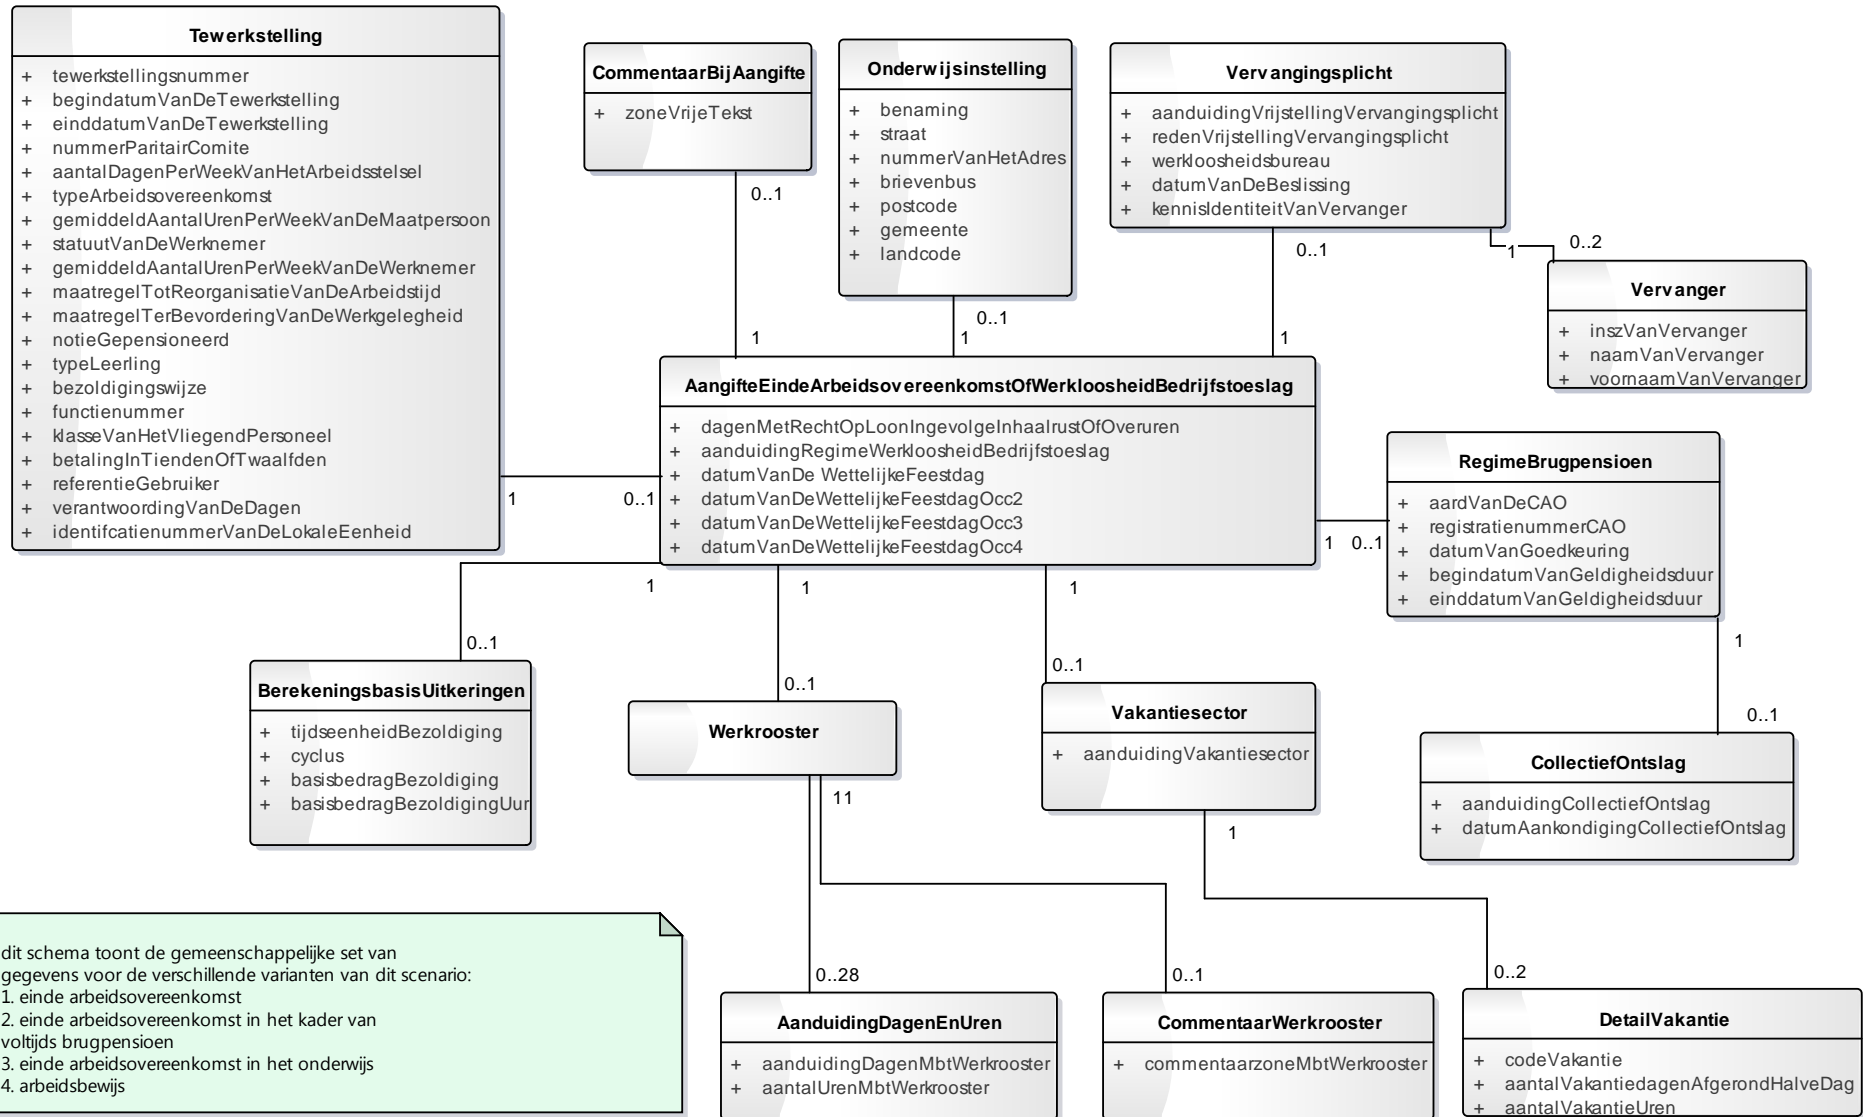 Tewerkstelling
+ tewerkstellingsnummer
+ begindatumVanDeTewerkstelling
+ einddatumVanDeTewerkstelling
+ nummerParitairComite
+ aantalDagenPerWeekVanHetArbeidsstelsel
+ typeArbeidsovereenkomst
+ gemiddeldAantalUrenPerWeekVanDeMaatpersoon
+ statuutVanDeWerknemer
+ gemiddeldAantalUrenPerWeekVanDeWerknemer
+ maatregelTotReorganisatieVanDeArbeidstijd
+ maatregelTerBevorderingVanDeWerkgelegheid
+ notieGepensioneerd
+ typeLeerling
+ bezoldigingswijze
+ functienummer
+ klasseVanHetVliegendPersoneel
+ betalingInTiendenOfTwaalfden
+ referentieGebruiker
+ verantwoordingVanDeDagen
+ identifcatienummerVanDeLokaleEenheid
CommentaarBijAangifte
+ zoneVrijeTekst
0..1
1
Onderwijsinstelling
+ benaming
+ straat
+ nummerVanHetAdres
+ brievenbus
+ postcode
+ gemeente
+ landcode
0..1
1
Vervangingsplicht
+ aanduidingVrijstellingVervangingsplicht
+ redenVrijstellingVervangingsplicht
+ werkloosheidsbureau
+ datumVanDeBeslissing
+ kennisIdentiteitVanVervanger
0..1
1
1
0..2
Vervanger
+ inszVanVervanger
+ naamVanVervanger
+ voornaamVanVervanger
AangifteEindeArbeidsovereenkomstOfWerkloosheidBedrijfstoeslag
+ dagenMetRechtOpLoonIngevolgeInhaalrustOfOveruren
+ aanduidingRegimeWerkloosheidBedrijfstoeslag
+ datumVanDe WettelijkeFeestdag
+ datumVanDeWettelijkeFeestdagOcc2
+ datumVanDeWettelijkeFeestdagOcc3
+ datumVanDeWettelijkeFeestdagOcc4
1
0..1
1
0..1
RegimeBrugpensioen
+ aardVanDeCAO
+ registratienummerCAO
+ datumVanGoedkeuring
+ begindatumVanGeldigheidsduur
+ einddatumVanGeldigheidsduur
1
0..1
CollectiefOntslag
+ aanduidingCollectiefOntslag
+ datumAankondigingCollectiefOntslag
1
0..1
BerekeningsbasisUitkeringen
+ tijdseenheidBezoldiging
+ cyclus
+ basisbedragBezoldiging
+ basisbedragBezoldigingUur
1
0..1
Werkrooster
11
1
0..1
Vakantiesector
+ aanduidingVakantiesector
1
0..28
AanduidingDagenEnUren
+ aanduidingDagenMbtWerkrooster
+ aantalUrenMbtWerkrooster
0..1
CommentaarWerkrooster
+ commentaarzoneMbtWerkrooster
0..2
DetailVakantie
+ codeVakantie
+ aantalVakantiedagenAfgerondHalveDag
+ aantalVakantieUren
dit schema toont de gemeenschappelijke set van
gegevens voor de verschillende varianten van dit scenario:
1. einde arbeidsovereenkomst
2. einde arbeidsovereenkomst in het kader van
voltijds brugpensioen
3. einde arbeidsovereenkomst in het onderwijs
4. arbeidsbewijs